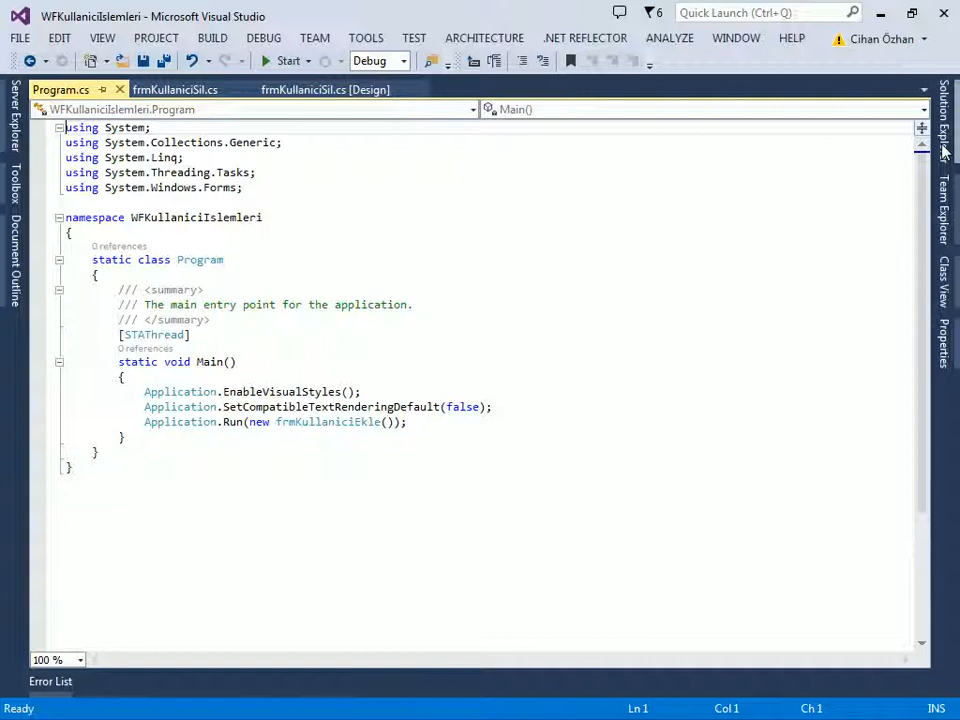 WFKullaniciIslemleri - Microsoft Visual Studio
6
Quick Launch (Ctrl+Q)
FILE EDIT VIEW PROJECT BUILD DEBUG TEAM TOOLS TEST ARCHITECTURE .NET REFLECTOR ANALYZE WINDOW HELP Cihan Özhan
Start Debug
Program.cs frmKullaniciSil.cs frmKullaniciSil.cs [Design]
WFKullaniciIslemleri.Program Main()
using System;
using System.Collections.Generic;
using System.Linq;
using System.Threading.Tasks;
using System.Windows.Forms;
namespace WFKullaniciIslemleri
{
0 references
static class Program
{
/// <summary>
/// The main entry point for the application.
/// </summary>
[STAThread]
0 references
static void Main()
{
Application.EnableVisualStyles();
Application.SetCompatibleTextRenderingDefault(false);
Application.Run(new frmKullaniciEkle());
}
}
}
Server Explorer
Toolbox
Document Outline
Solution Explorer
Team Explorer
Class View
Properties
100 %
Error List
Ready Ln 1 Col 1 Ch 1 INS